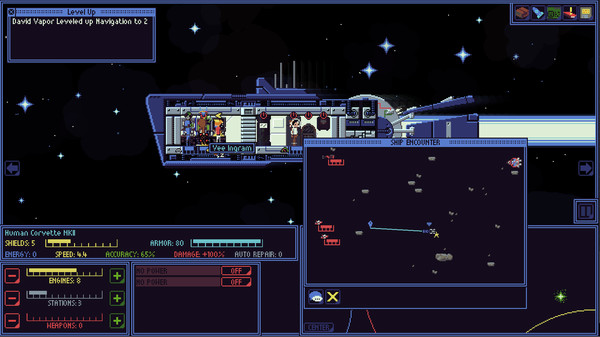 Level Up
David Vapor Leveled up Navigation to 2
Yee Ingram
SHIP ENCOUNTER
Human Corvette MKII
SHIELDS: 5
ARMOR: 80
ENERGY: 0
SPEED: 4.4
ACCURACY: 65%
DAMAGE: +100%
AUTO REPAIR: 0
ENGINES: 8
STATIONS: 3
WEAPONS: 0
NO POWER
OFF
NO POWER
OFF
CENTER